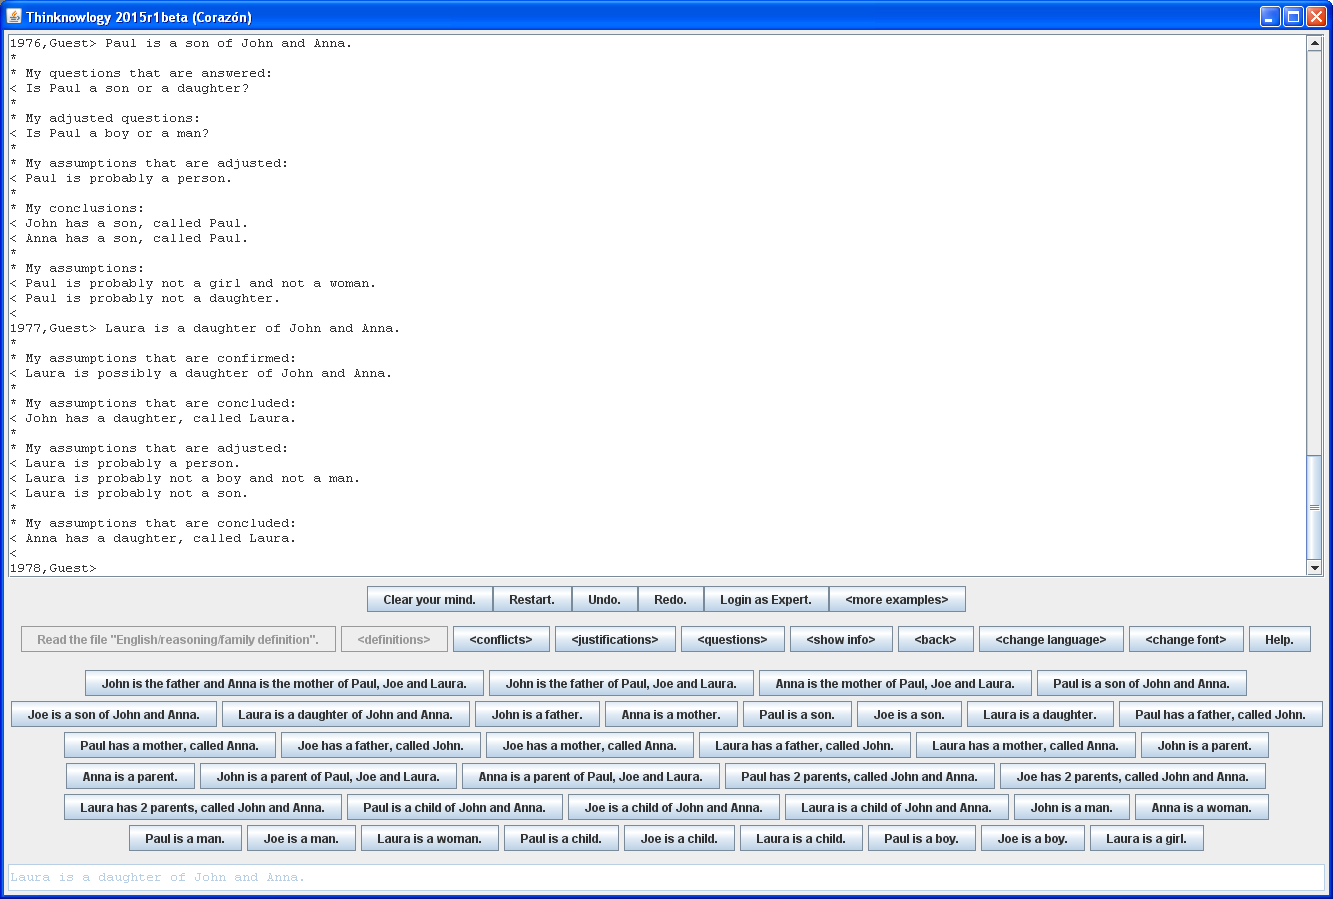 Thinknowlogy 2015r1beta (Corazón)
1976,Guest> Paul is a son of John and Anna.
*
* My questions that are answered:
< Is Paul a son or a daughter?
*
* My adjusted questions:
< Is Paul a boy or a man?
*
* My assumptions that are adjusted:
< Paul is probably a person.
*
* My conclusions:
< John has a son, called Paul.
< Anna has a son, called Paul.
*
* My assumptions:
< Paul is probably not a girl and not a woman.
< Paul is probably not a daughter.
<
1977,Guest> Laura is a daughter of John and Anna.
*
* My assumptions that are confirmed:
< Laura is possibly a daughter of John and Anna.
*
* My assumptions that are concluded:
< John has a daughter, called Laura.
*
* My assumptions that are adjusted:
< Laura is probably a person.
< Laura is probably not a boy and not a man.
< Laura is probably not a son.
*
* My assumptions that are concluded:
< Anna has a daughter, called Laura.
<
1978,Guest>
Clear your mind. Restart. Undo. Redo. Login as Expert. <more examples>
Read the file "English/reasoning/family definition". <definitions> <conflicts> <justifications> <questions> <show info> <back> <change language> <change font> Help.
John is the father and Anna is the mother of Paul, Joe and Laura. John is the father of Paul, Joe and Laura. Anna is the mother of Paul, Joe and Laura. Paul is a son of John and Anna.
Joe is a son of John and Anna. Laura is a daughter of John and Anna. John is a father. Anna is a mother. Paul is a son. Joe is a son. Laura is a daughter. Paul has a father, called John.
Paul has a mother, called Anna. Joe has a father, called John. Joe has a mother, called Anna. Laura has a father, called John. Laura has a mother, called Anna. John is a parent.
Anna is a parent. John is a parent of Paul, Joe and Laura. Anna is a parent of Paul, Joe and Laura. Paul has 2 parents, called John and Anna. Joe has 2 parents, called John and Anna.
Laura has 2 parents, called John and Anna. Paul is a child of John and Anna. Joe is a child of John and Anna. Laura is a child of John and Anna. John is a man. Anna is a woman.
Paul is a man. Joe is a man. Laura is a woman. Paul is a child. Joe is a child. Laura is a child. Paul is a boy. Joe is a boy. Laura is a girl.
Laura is a daughter of John and Anna.